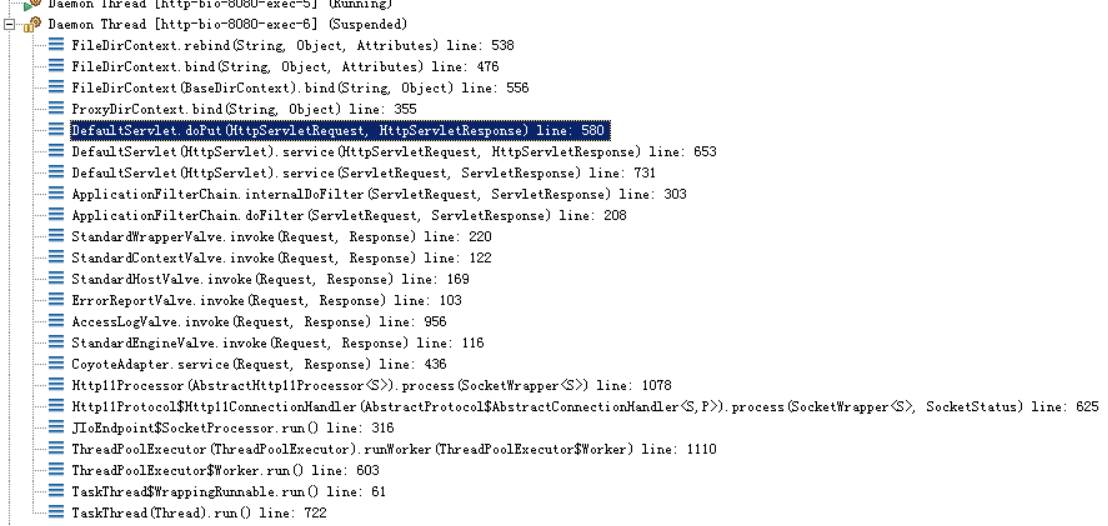 Daemon Thread [http-bio-8080-exec-5] (Running)
Daemon Thread [http-bio-8080-exec-6] (Suspended)
FileDirContext.rebind(String, Object, Attributes) line: 538
FileDirContext.bind(String, Object, Attributes) line: 476
FileDirContext(BaseDirContext).bind(String, Object) line: 556
ProxyDirContext.bind(String, Object) line: 355
DefaultServlet.doPut(HttpServletRequest, HttpServletResponse) line: 580
DefaultServlet(HttpServlet).service(HttpServletRequest, HttpServletResponse) line: 653
DefaultServlet(HttpServlet).service(ServletRequest, ServletResponse) line: 731
ApplicationFilterChain.internalDoFilter(ServletRequest, ServletResponse) line: 303
ApplicationFilterChain.doFilter(ServletRequest, ServletResponse) line: 208
StandardWrapperValve.invoke(Request, Response) line: 220
StandardContextValve.invoke(Request, Response) line: 122
StandardHostValve.invoke(Request, Response) line: 169
ErrorReportValve.invoke(Request, Response) line: 103
AccessLogValve.invoke(Request, Response) line: 956
StandardEngineValve.invoke(Request, Response) line: 116
CoyoteAdapter.service(Request, Response) line: 436
Http11Processor(AbstractHttp11Processor<S>).process(SocketWrapper<S>) line: 1078
Http11Protocol$Http11ConnectionHandler(AbstractProtocol$AbstractConnectionHandler<S,P>).process(SocketWrapper<S>, SocketStatus) line: 625
JIoEndpoint$SocketProcessor.run() line: 316
ThreadPoolExecutor(ThreadPoolExecutor).runWorker(ThreadPoolExecutor$Worker) line: 1110
ThreadPoolExecutor$Worker.run() line: 603
TaskThread$WrappingRunnable.run() line: 61
TaskThread(Thread).run() line: 722